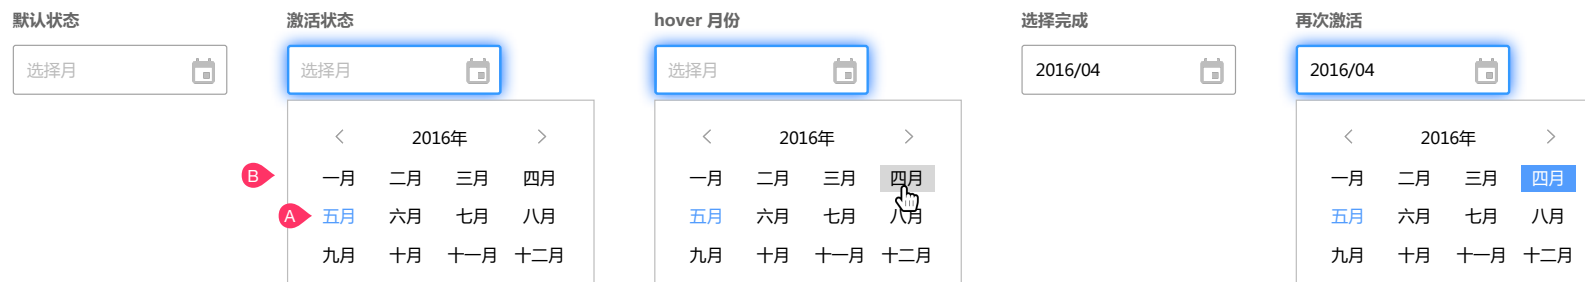 默认状态
选择月
激活状态
选择月
2016年
B
一月 二月 三月 四月
A
五月 六月 七月 八月
九月 十月 十一月 十二月
hover 月份
选择月
2016年
一月 二月 三月 四月
五月 六月 七月 八月
九月 十月 十一月 十二月
选择完成
2016/04
再次激活
2016/04
2016年
一月 二月 三月 四月
五月 六月 七月 八月
九月 十月 十一月 十二月